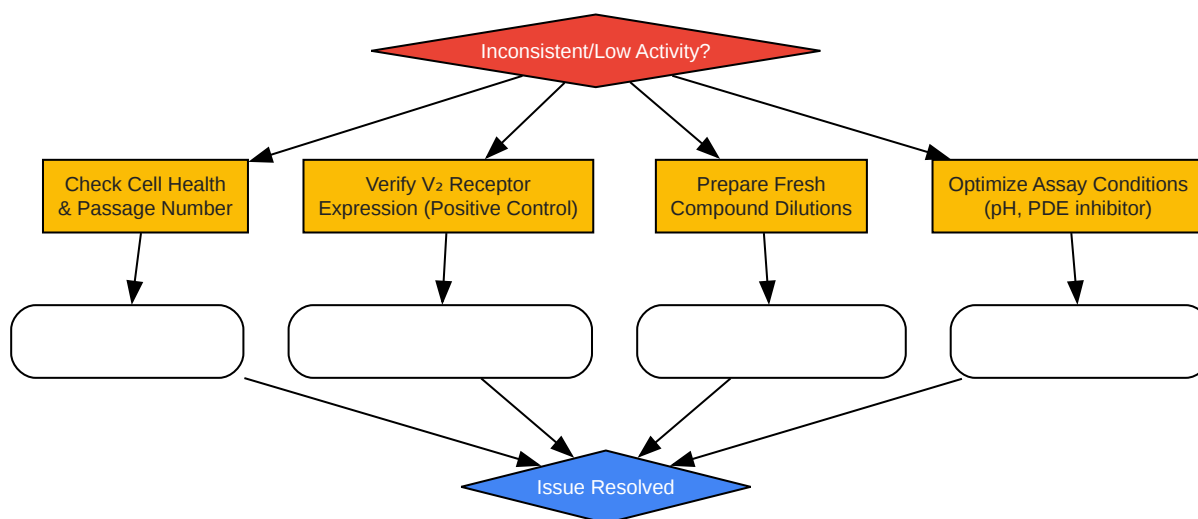 Inconsistent/Low Activity?
Check Cell Health
& Passage Number
Verify V₂ Receptor
Expression (Positive Control)
Prepare Fresh
Compound Dilutions
Optimize Assay Conditions
(pH, PDE inhibitor)
Issue Resolved